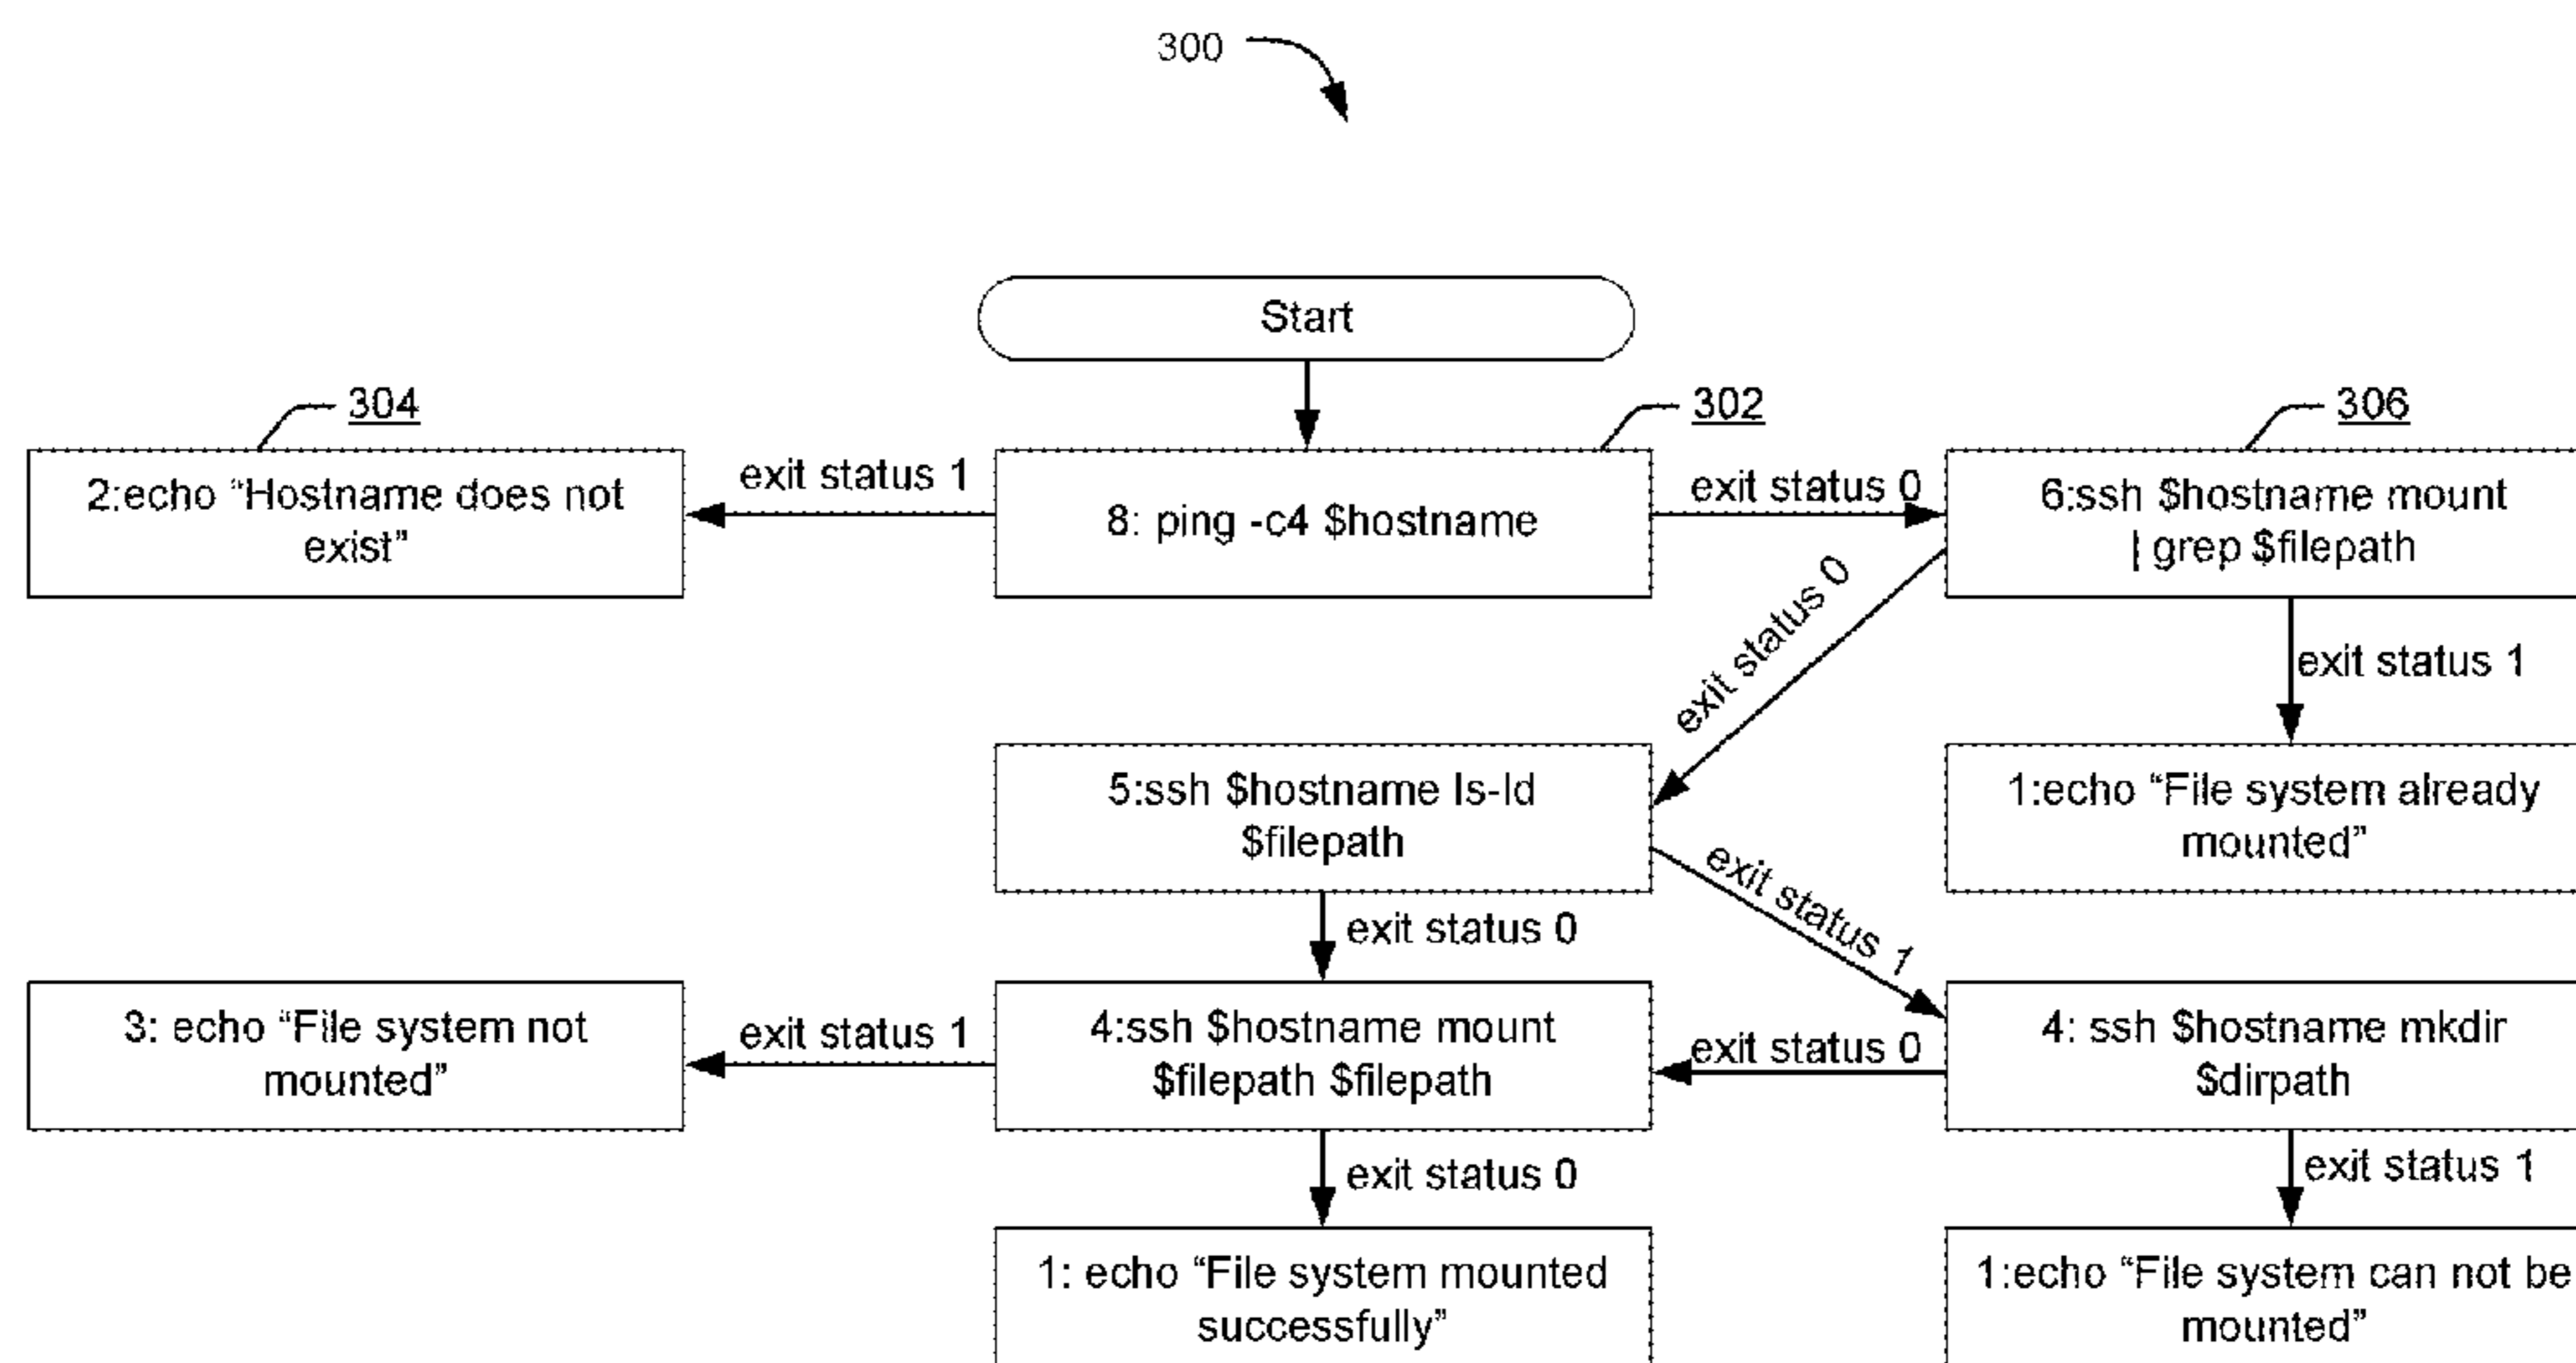 300
Start
304
302
306
2:echo “Hostname does not
exist”
exit status 1
8: ping -c4 $hostname
exit status 0
6:ssh $hostname mount
| grep $filepath
exit status 0
exit status 1
5:ssh $hostname ls-ld
$filepath
1:echo “File system already
mounted”
exit status 0
exit status 1
3: echo “File system not
mounted”
exit status 1
4:ssh $hostname mount
$filepath $filepath
exit status 0
4: ssh $hostname mkdir
$dirpath
exit status 0
exit status 1
1: echo “File system mounted
successfully”
1:echo “File system can not be
mounted”